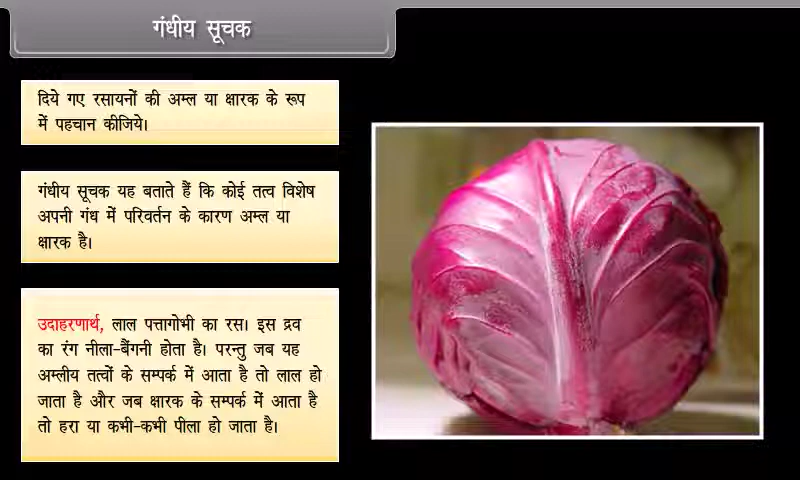 गंधीय सूचक
दिये गए रसायनों की अम्ल या क्षारक के रूप
में पहचान कीजिये।
गंधीय सूचक यह बताते हैं कि कोई तत्व विशेष
अपनी गंध में परिवर्तन के कारण अम्ल या
क्षारक है।
उदाहरणार्थ, लाल पत्तागोभी का रस। इस द्रव
का रंग नीला-बैंगनी होता है। परन्तु जब यह
अम्लीय तत्वों के सम्पर्क में आता है तो लाल हो
जाता है और जब क्षारक के सम्पर्क में आता है
तो हरा या कभी-कभी पीला हो जाता है।